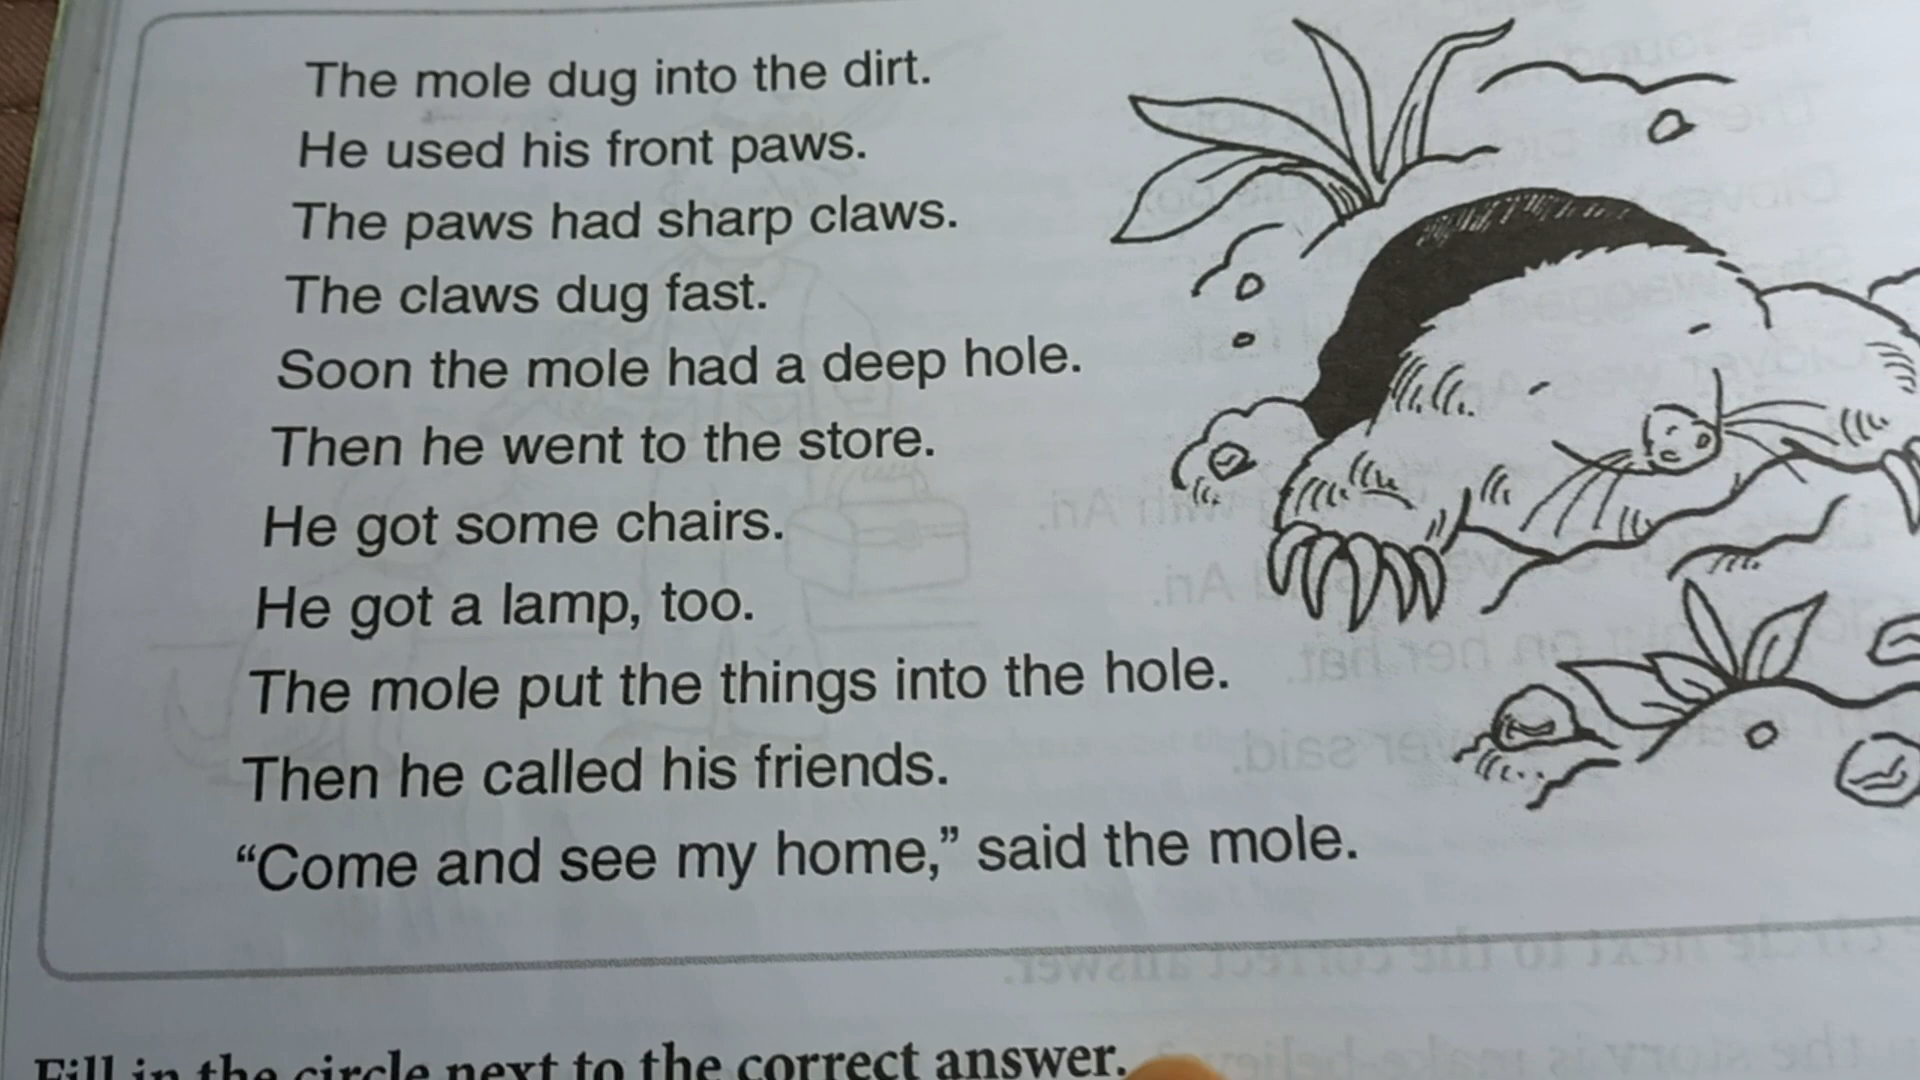 The mole dug into the dirt.
He used his front paws.
The paws had sharp claws.
The claws dug fast.
Soon the mole had a deep hole.
Then he went to the store.
He got some chairs.
He got a lamp, too.
The mole put the things into the hole.
Then he called his friends.
“Come and see my home,” said the mole.
Fill in the circle next to the correct answer.